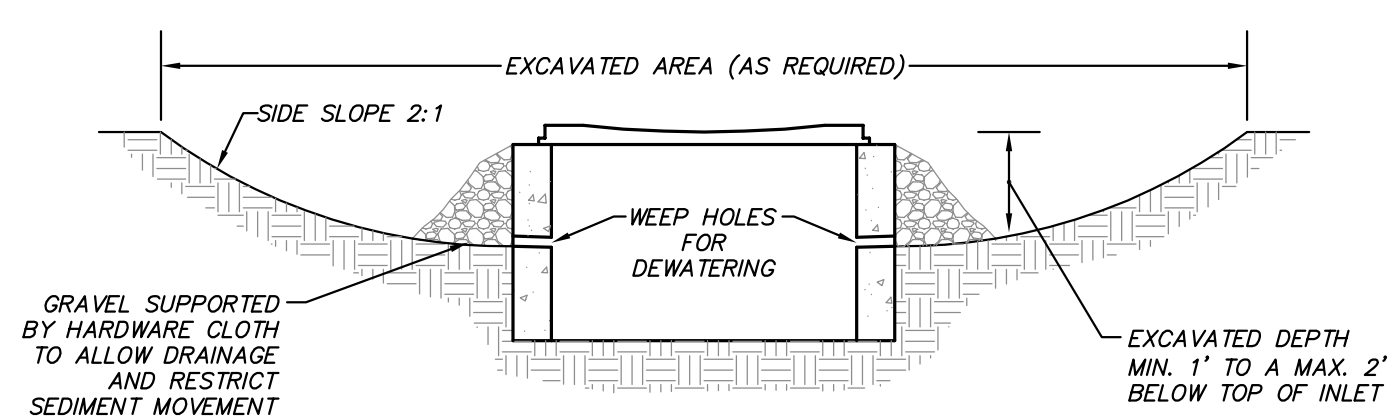 EXCAVATED AREA (AS REQUIRED)
SIDE SLOPE 2:1
WEEP HOLES
FOR
DEWATERING
GRAVEL SUPPORTED
BY HARDWARE CLOTH
TO ALLOW DRAINAGE
AND RESTRICT
SEDIMENT MOVEMENT
EXCAVATED DEPTH
MIN. 1' TO A MAX. 2'
BELOW TOP OF INLET